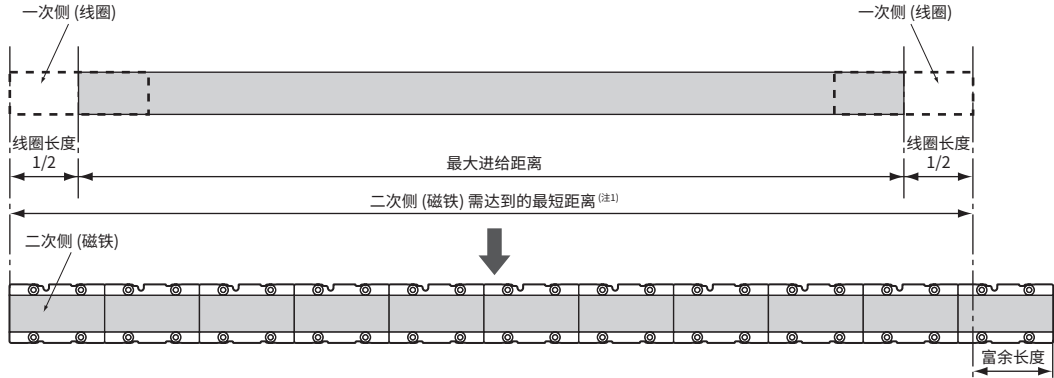 一次侧 (线圈)
一次侧 (线圈)
线圈长度
1/2
最大进给距离
线圈长度
1/2
二次侧 (磁铁) 需达到的最短距离(注1)
二次侧 (磁铁)
富余长度